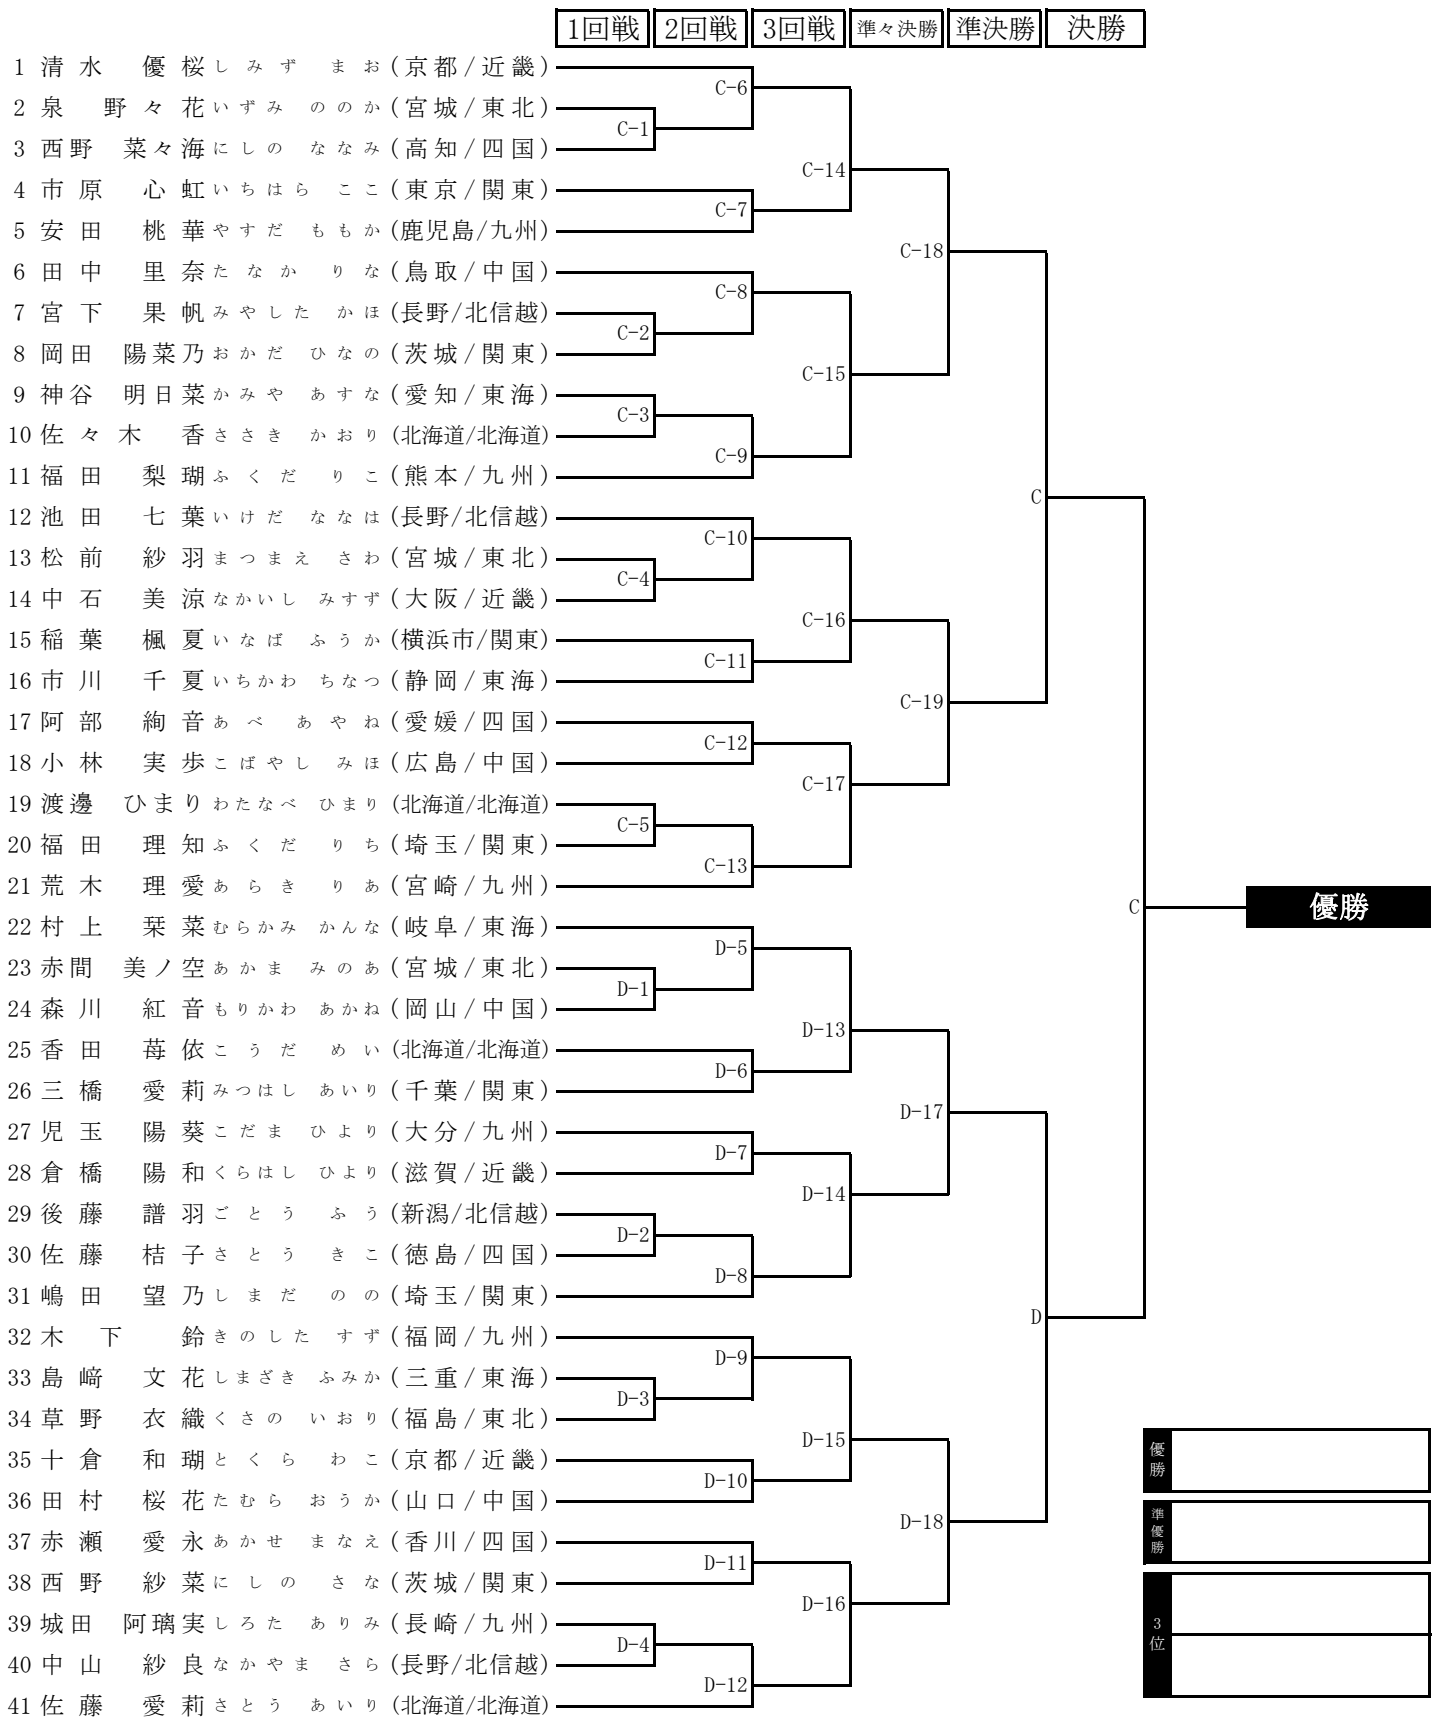 1回戦 2回戦 3回戦 準々決勝 準決勝 決勝
1 清水 優桜 しみず まお (京都/近畿)
C-6
2 泉 野々花 いずみ ののか (宮城/東北)
C-1
3 西野 菜々海 にしの ななみ (高知/四国)
C-14
4 市原 心虹 いちはら ここ (東京/関東)
C-7
5 安田 桃華 やすだ ももか (鹿児島/九州)
C-18
6 田中 里奈 たなか りな (鳥取/中国)
C-8
7 宮下 果帆 みやした かほ (長野/北信越)
C-2
8 岡田 陽菜乃 おかだ ひなの (茨城/関東)
C-15
9 神谷 明日菜 かみや あすな (愛知/東海)
C-3
10 佐々木 香 ささき かおり (北海道/北海道)
C-9
11 福田 梨瑚 ふくだ りこ (熊本/九州)
C
12 池田 七葉 いけだ ななは (長野/北信越)
C-10
13 松前 紗羽 まつまえ さわ (宮城/東北)
C-4
14 中石 美涼 なかいし みすず (大阪/近畿)
C-16
15 稲葉 楓夏 いなば ふうか (横浜市/関東)
C-11
16 市川 千夏 いちかわ ちなつ (静岡/東海)
C-19
17 阿部 絢音 あべ あやね (愛媛/四国)
C-12
18 小林 実歩 こばやし みほ (広島/中国)
C-17
19 渡邊 ひまり わたなべ ひまり (北海道/北海道)
C-5
20 福田 理知 ふくだ りち (埼玉/関東)
C-13
21 荒木 理愛 あらき りあ (宮崎/九州)
C 優勝
22 村上 栞菜 むらかみ かんな (岐阜/東海)
D-5
23 赤間 美ノ空 あかま みのあ (宮城/東北)
D-1
24 森川 紅音 もりかわ あかね (岡山/中国)
D-13
25 香田 苺依 こうだ めい (北海道/北海道)
D-6
26 三橋 愛莉 みつはし あいり (千葉/関東)
D-17
27 児玉 陽葵 こだま ひより (大分/九州)
D-7
28 倉橋 陽和 くらはし ひより (滋賀/近畿)
D-14
29 後藤 譜羽 ごとう ふう (新潟/北信越)
D-2
30 佐藤 桔子 さとう きこ (徳島/四国)
D-8
31 嶋田 望乃 しまだ のの (埼玉/関東)
D
32 木下 鈴 きのした すず (福岡/九州)
D-9
33 島﨑 文花 しまざき ふみか (三重/東海)
D-3
34 草野 衣織 くさの いおり (福島/東北)
D-15
35 十倉 和瑚 とくら わこ (京都/近畿)
D-10
36 田村 桜花 たむら おうか (山口/中国)
D-18
37 赤瀬 愛永 あかせ まなえ (香川/四国)
D-11
38 西野 紗菜 にしの さな (茨城/関東)
D-16
39 城田 阿璃実 しろた ありみ (長崎/九州)
D-4
40 中山 紗良 なかやま さら (長野/北信越)
D-12
41 佐藤 愛莉 さとう あいり (北海道/北海道)
優勝
準優勝
3位